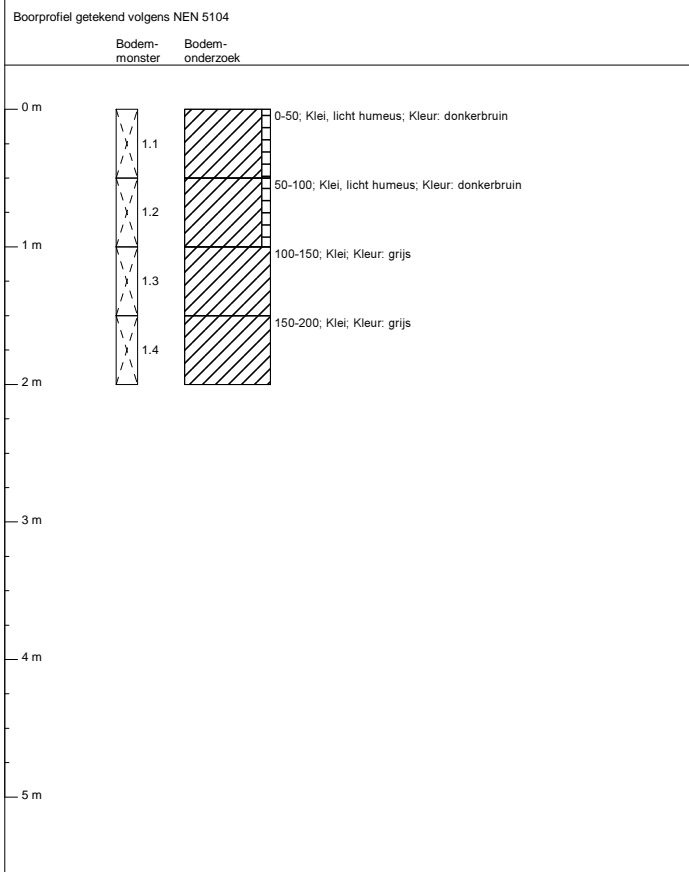 Boorprofiel getekend volgens NEN 5104
Bodem-
monster
Bodem-
onderzoek
0 m
1.1
0-50; Klei, licht humeus; Kleur: donkerbruin
1.2
50-100; Klei, licht humeus; Kleur: donkerbruin
1 m
1.3
100-150; Klei; Kleur: grijs
1.4
150-200; Klei; Kleur: grijs
2 m
3 m
4 m
5 m